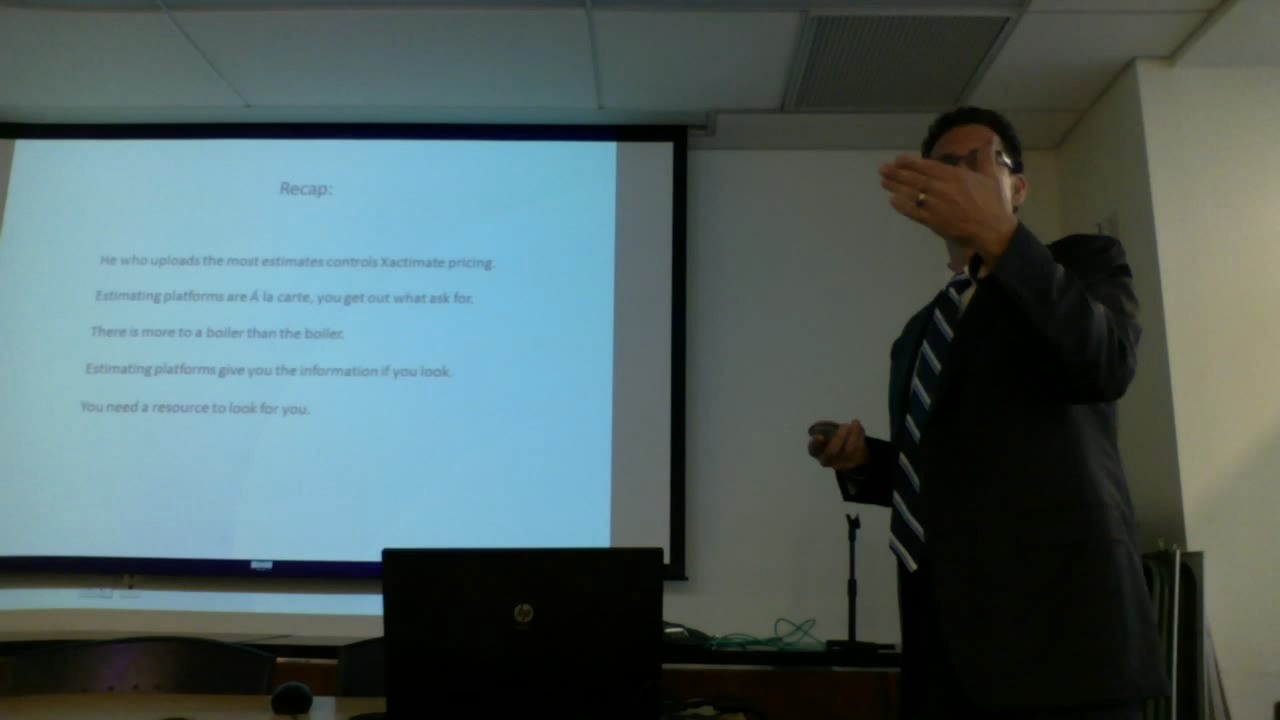 Recap:
He who uploads the most estimates controls Xactimate pricing.
Estimating platforms are Á la carte, you get out what ask for.
There is more to a boiler than the boiler.
Estimating platforms give you the information if you look.
You need a resource to look for you.
hp